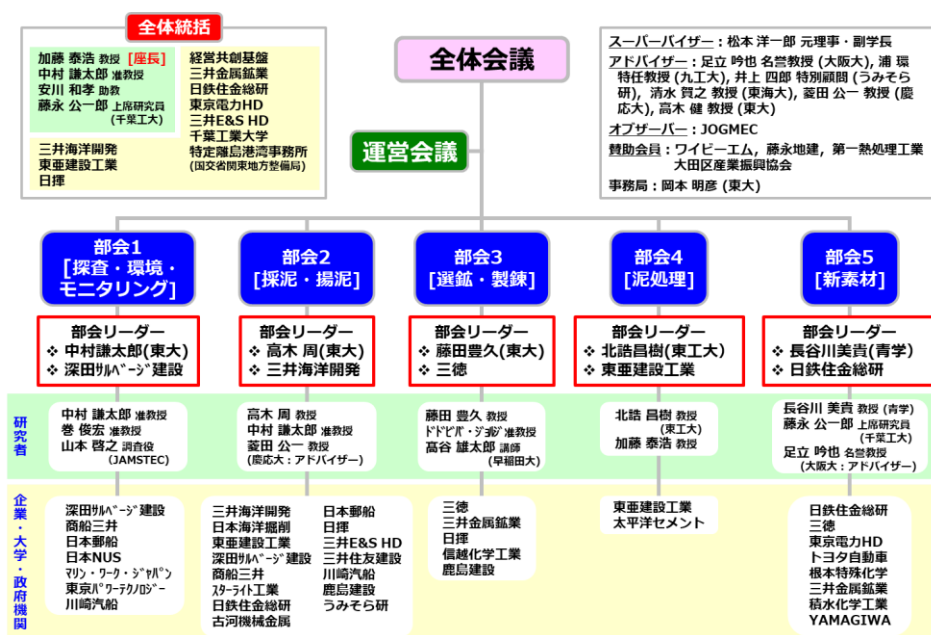 全体統括
加藤 泰浩 教授 [座長]
中村 謙太郎 准教授
安川 和孝 助教
藤永 公一郎 上席研究員
(千葉工大)
三井海洋開発
東亜建設工業
日揮
経営共創基盤
三井金属鉱業
日鉄住金総研
東京電力HD
三井E&S HD
千葉工業大学
特定離島港湾事務所
(国交省関東地方整備局)
全体会議
運営会議
スーパーバイザー:松本 洋一郎 元理事・副学長
アドバイザー:足立 吟也 名誉教授 (大阪大), 浦 環
特任教授 (九工大), 井上 四郎 特別顧問 (うみそら
研), 清水 賀之 教授 (東海大), 菱田 公一 教授 (慶
応大), 高木 健 教授 (東大)
オブザーバー:JOGMEC
賛助会員:ワイビーエム, 藤永地建, 第一熱処理工業
大田区産業振興協会
事務局:岡本 明彦 (東大)
部会1
[探査・環境・
モニタリング]
部会リーダー
❖ 中村謙太郎(東大)
❖ 深田ｻﾙﾍﾞｰｼﾞ建設
部会2
[採泥・揚泥]
部会リーダー
❖ 高木 周(東大)
❖ 三井海洋開発
部会3
[選鉱・製錬]
部会リーダー
❖ 藤田豊久(東大)
❖ 三徳
部会4
[泥処理]
部会リーダー
❖ 北詰昌樹(東工大)
❖ 東亜建設工業
部会5
[新素材]
部会リーダー
❖ 長谷川美貴(青学)
❖ 日鉄住金総研
研究者
中村 謙太郎 准教授
巻 俊宏 准教授
山本 啓之 調査役
(JAMSTEC)
高木 周 教授
中村 謙太郎 准教授
菱田 公一 教授
(慶応大:アドバイザー)
藤田 豊久 教授
ﾄﾞﾄﾞﾋﾞﾊﾞ・ｼﾞｮﾙｼﾞ 准教授
高谷 雄太郎 講師
(早稲田大)
北詰 昌樹 教授
(東工大)
加藤 泰浩 教授
長谷川 美貴 教授 (青学)
藤永 公一郎 上席研究員
(千葉工大)
足立 吟也 名誉教授
(大阪大:アドバイザー)
企業・大学・政府機関
深田ｻﾙﾍﾞｰｼﾞ建設
商船三井
日本郵船
日本NUS
ﾏﾘﾝ・ﾜｰｸ・ｼﾞｬﾊﾟﾝ
東京ﾊﾟﾜｰﾃｸﾉﾛｼﾞｰ
川崎汽船
三井海洋開発
日本海洋掘削
東亜建設工業
深田ｻﾙﾍﾞｰｼﾞ建設
商船三井
ｽﾀｰﾗｲﾄ工業
日鉄住金総研
古河機械金属
日本郵船
日揮
三井E&S HD
三井住友建設
川崎汽船
鹿島建設
うみそら研
三徳
三井金属鉱業
日揮
信越化学工業
鹿島建設
東亜建設工業
太平洋セメント
日鉄住金総研
三徳
東京電力HD
トヨタ自動車
根本特殊化学
三井金属鉱業
積水化学工業
YAMAGIWA